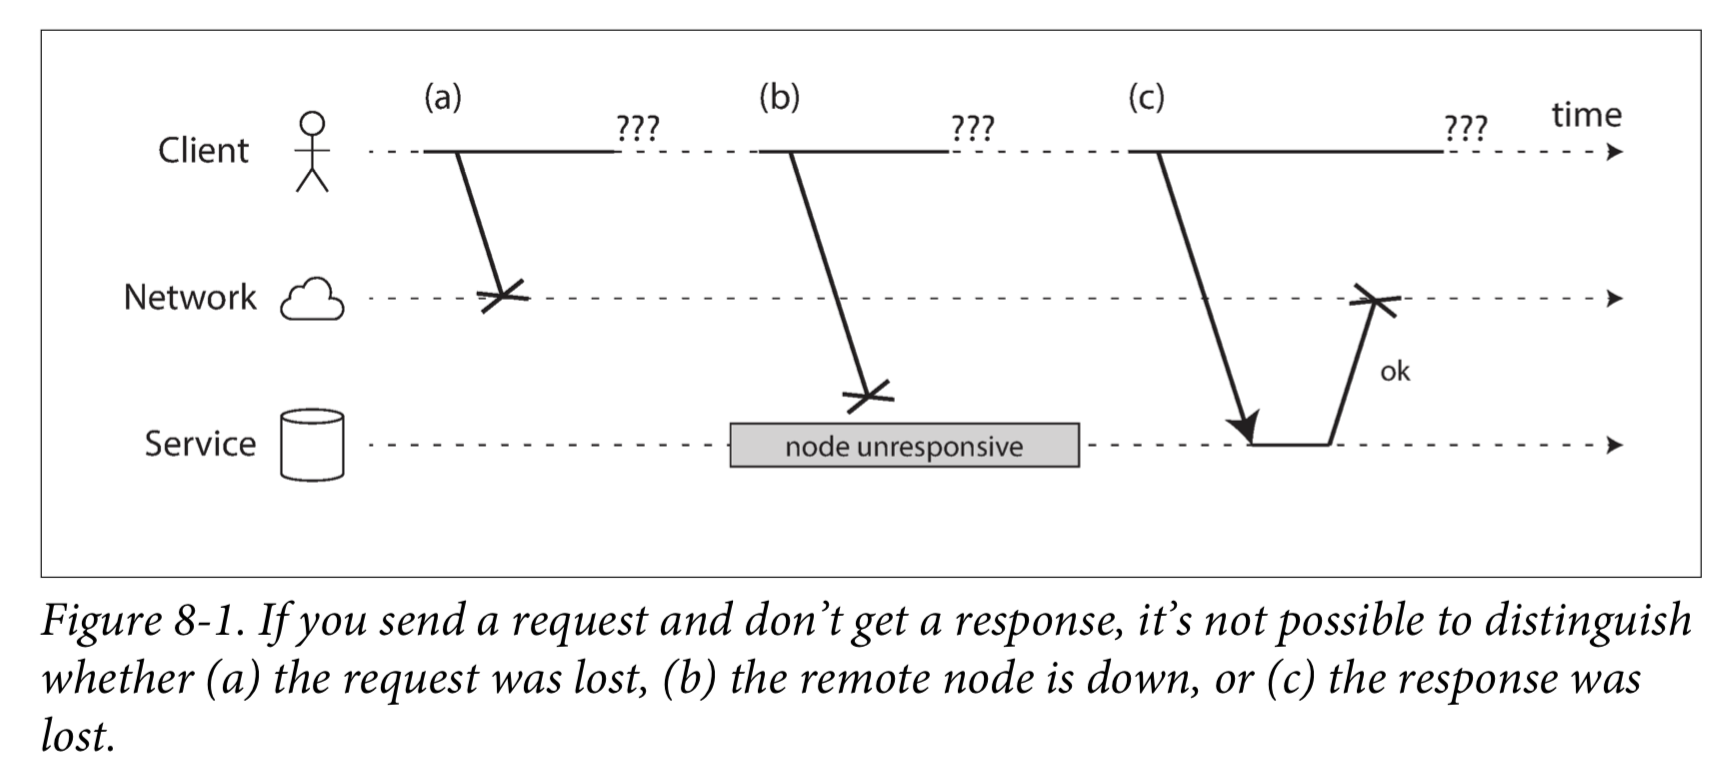 (a)
(b)
(c)
time
Client
???
???
???
Network
ok
Service
node unresponsive
Figure 8-1. If you send a request and don’t get a response, it’s not possible to distinguish
whether (a) the request was lost, (b) the remote node is down, or (c) the response was
lost.